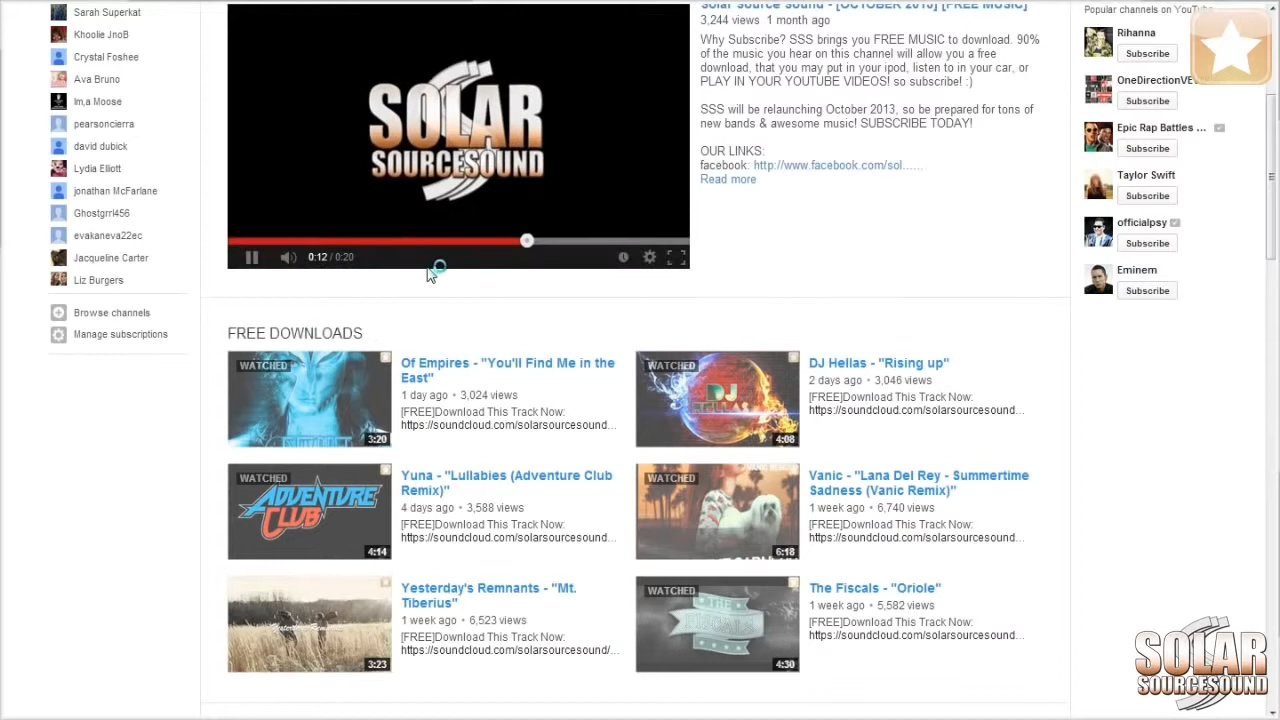 Sarah Superkat
Khoolie JnoB
Crystal Foshee
Ava Bruno
Im,a Moose
pearsoncierra
david dubick
Lydia Elliott
jonathan McFarlane
Ghostgrrl456
evakaneva22ec
Jacqueline Carter
Liz Burgers
Browse channels
Manage subscriptions
SOLAR
SOURCESOUND
0:12 / 0:20
Solar Source Sound - [OCTOBER 2013] [FREE MUSIC]
3,244 views 1 month ago
Why Subscribe? SSS brings you FREE MUSIC to download. 90%
of the music you hear on this channel will allow you a free
download, that you may put in your ipod, listen to in your car, or
PLAY IN YOUR YOUTUBE VIDEOS! so subscribe! :)
SSS will be relaunching October 2013, so be prepared for tons of
new bands & awesome music! SUBSCRIBE TODAY!
OUR LINKS:
facebook: http://www.facebook.com/sol......
Read more
FREE DOWNLOADS
WATCHED
3:20
Of Empires - "You'll Find Me in the
East"
1 day ago • 3,024 views
[FREE]Download This Track Now:
https://soundcloud.com/solarsourcesound...
WATCHED
DJ
HELLAS
4:08
DJ Hellas - "Rising up"
2 days ago • 3,046 views
[FREE]Download This Track Now:
https://soundcloud.com/solarsourcesound...
WATCHED
ADVENTURE
CLUB
4:14
Yuna - "Lullabies (Adventure Club
Remix)"
4 days ago • 3,588 views
[FREE]Download This Track Now:
https://soundcloud.com/solarsourcesound...
WATCHED
6:18
Vanic - "Lana Del Rey - Summertime
Sadness (Vanic Remix)"
1 week ago • 6,740 views
[FREE]Download This Track Now:
https://soundcloud.com/solarsourcesound...
3:23
Yesterday's Remnants - "Mt.
Tiberius"
1 week ago • 6,523 views
[FREE]Download This Track Now:
https://soundcloud.com/solarsourcesound/...
WATCHED
THE
4:30
The Fiscals - "Oriole"
1 week ago • 5,582 views
[FREE]Download This Track Now:
https://soundcloud.com/solarsourcesound...
Popular channels on YouTu
Rihanna
Subscribe
OneDirectionVE
Subscribe
Epic Rap Battles ...
Subscribe
Taylor Swift
Subscribe
officialpsy
Subscribe
Eminem
Subscribe
SOLAR
SOURCESOUND